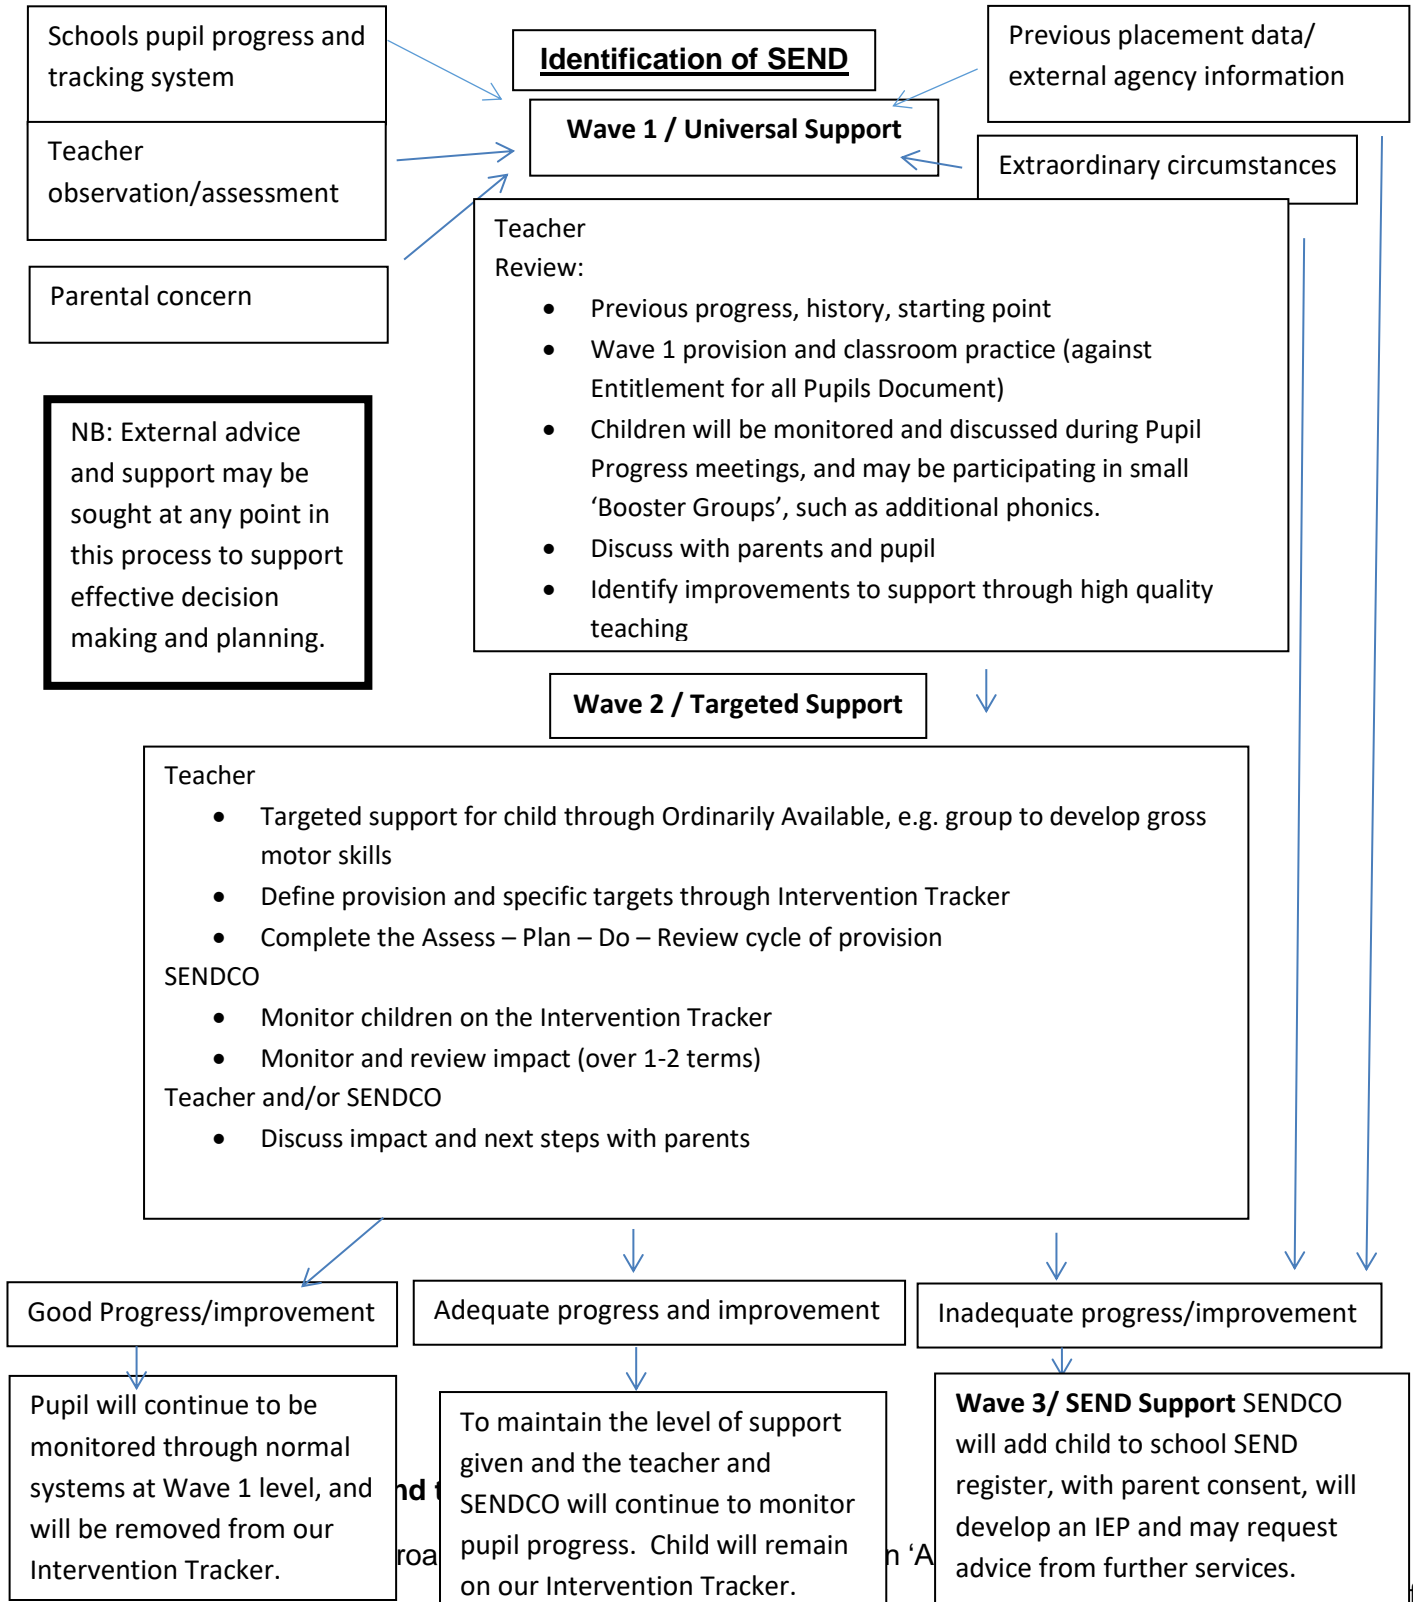 Schools pupil progress and
tracking system
Identification of SEND
Previous placement data/
external agency information
Wave 1 / Universal Support
Teacher
observation/assessment
Extraordinary circumstances
Parental concern
Teacher
Review:
• Previous progress, history, starting point
• Wave 1 provision and classroom practice (against
Entitlement for all Pupils Document)
• Children will be monitored and discussed during Pupil
Progress meetings, and may be participating in small
‘Booster Groups’, such as additional phonics.
• Discuss with parents and pupil
• Identify improvements to support through high quality
teaching
NB: External advice
and support may be
sought at any point in
this process to support
effective decision
making and planning.
Wave 2 / Targeted Support
Teacher
• Targeted support for child through Ordinarily Available, e.g. group to develop gross
motor skills
• Define provision and specific targets through Intervention Tracker
• Complete the Assess – Plan – Do – Review cycle of provision
SENDCO
• Monitor children on the Intervention Tracker
• Monitor and review impact (over 1-2 terms)
Teacher and/or SENDCO
• Discuss impact and next steps with parents
Good Progress/improvement
Adequate progress and improvement
Inadequate progress/improvement
Pupil will continue to be
monitored through normal
systems at Wave 1 level, and
will be removed from our
Intervention Tracker.
To maintain the level of support
given and the teacher and
SENDCO will continue to monitor
pupil progress. Child will remain
on our Intervention Tracker.
Wave 3/ SEND Support SENDCO
will add child to school SEND
register, with parent consent, will
develop an IEP and may request
advice from further services.